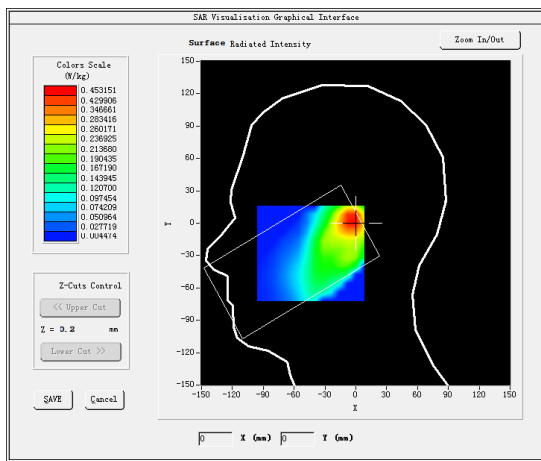 SAR Visualisation Graphical Interface
Surface Radiated Intensity
Zoom In/Out
Colors Scale
(W/kg)
0.453151
0.429906
0.346661
0.283416
0.260171
0.236925
0.213680
0.190435
0.167190
0.143945
0.120700
0.097454
0.074209
0.050964
0.027719
0.004474
Z-Cuts Control
<< Upper Cut
Z = 0.2 mm
Lower Cut >>
SAVE Cancel
150
120
90
60
30
0
-30
-60
-90
-120
-150
Y
-150 -120 -90 -60 -30 0 30 60 90 120 150
X
0 X (mm) 0 Y (mm)